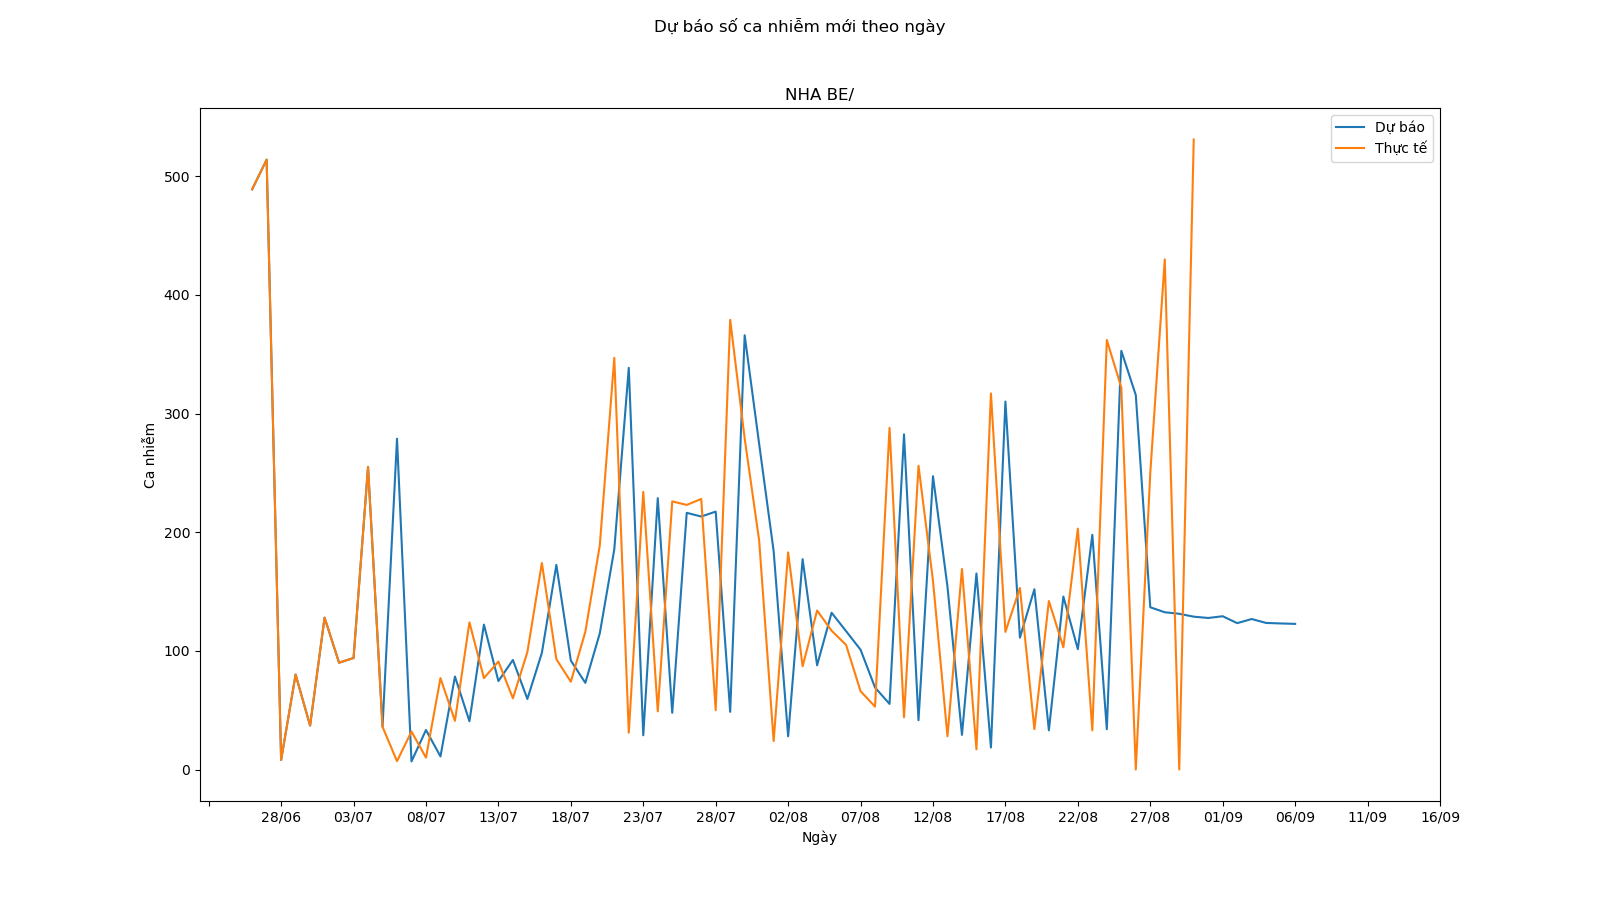 Dự báo số ca nhiễm mới theo ngày
NHA BE/
Dự báo
Thực tế
500
400
300
200
100
0
Ca nhiễm
28/06 03/07 08/07 13/07 18/07 23/07 28/07 02/08 07/08 12/08 17/08 22/08 27/08 01/09 06/09 11/09 16/09
Ngày